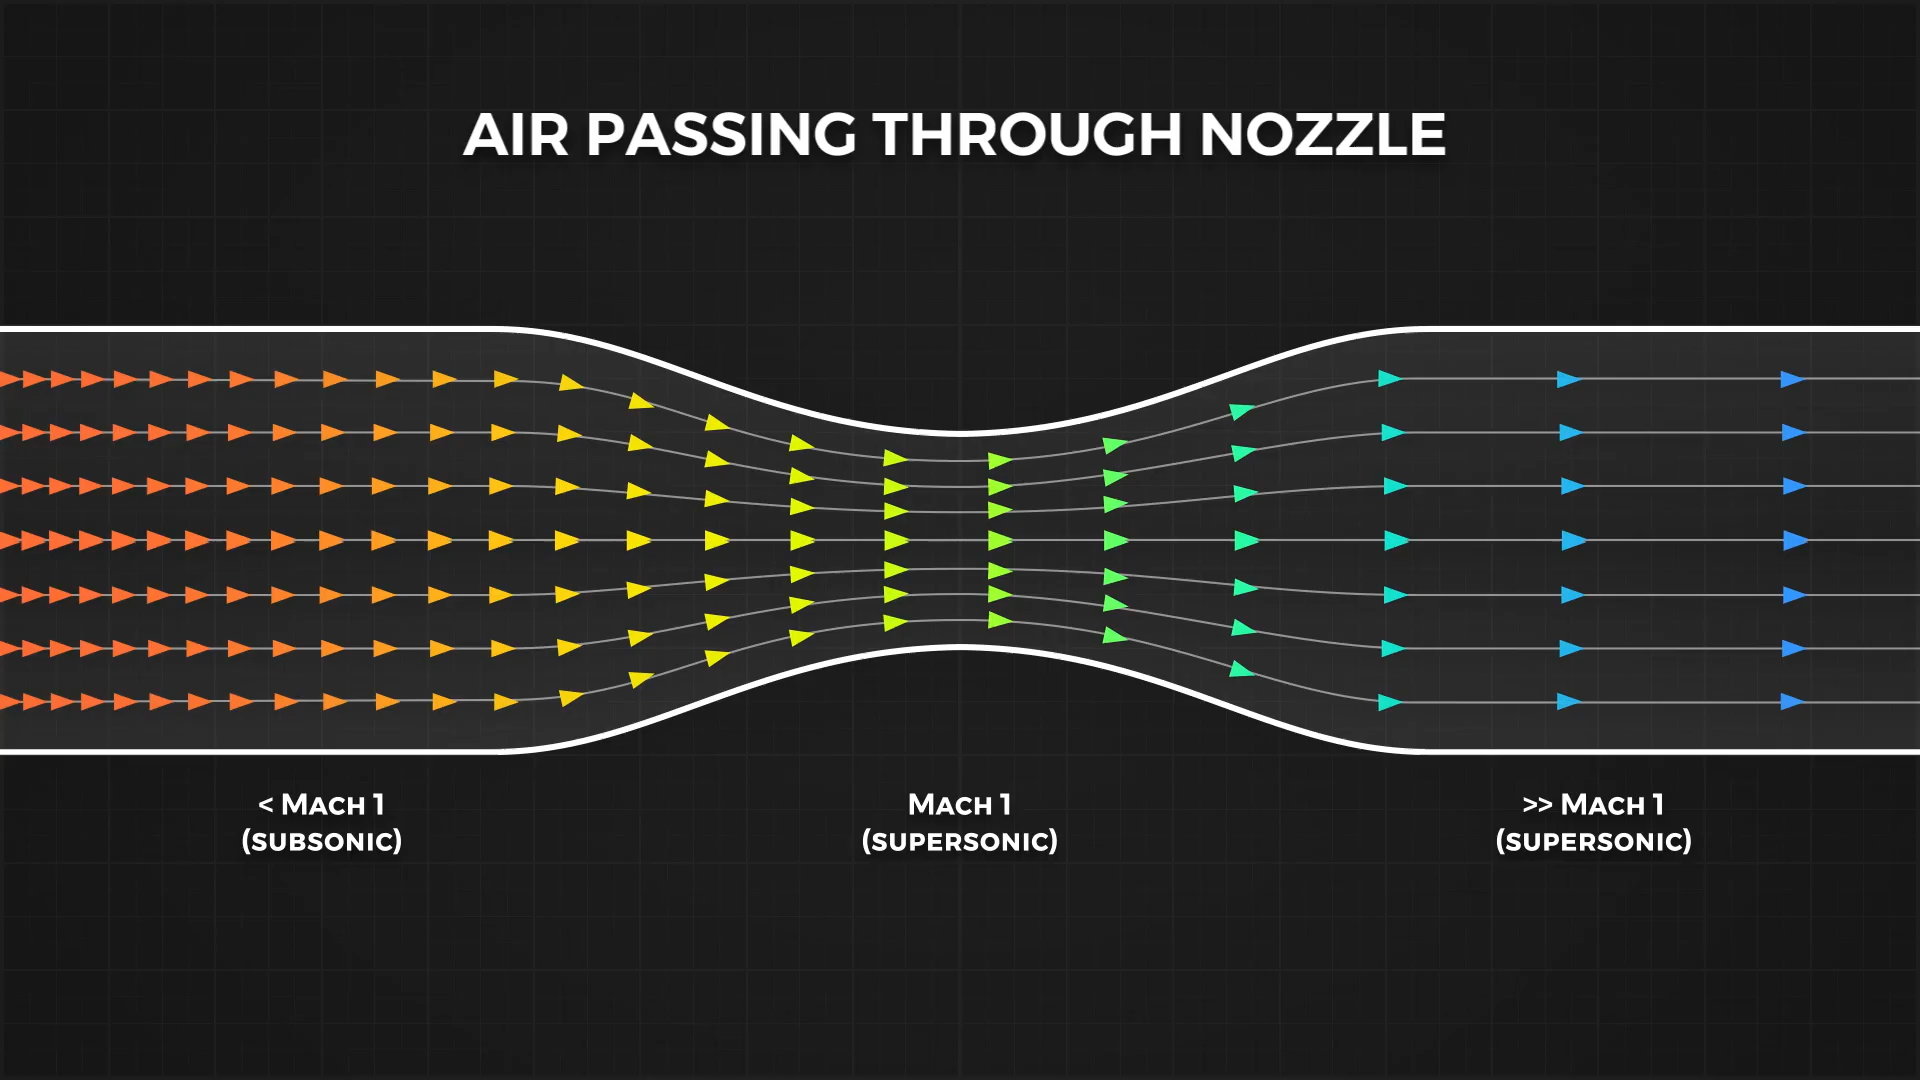 AIR PASSING THROUGH NOZZLE
< MACH 1
(SUBSONIC)
MACH 1
(SUPERSONIC)
>> MACH 1
(SUPERSONIC)